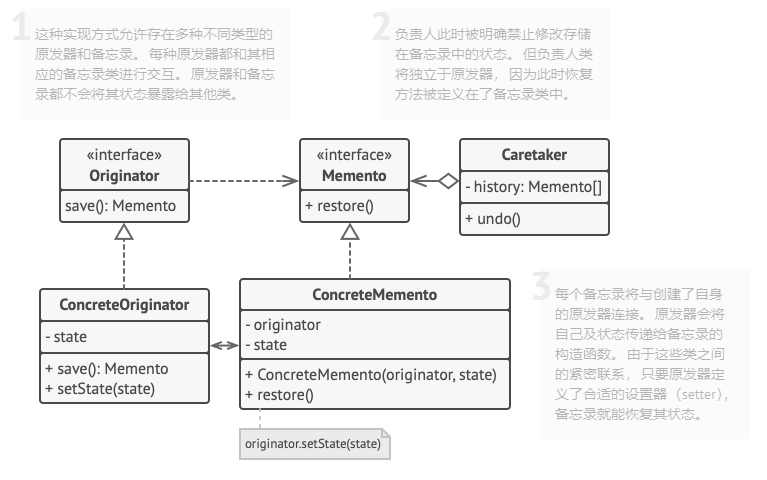 1
这种实现方式允许存在多种不同类型的
原发器和备忘录。 每种原发器都和其相
应的备忘录类进行交互。 原发器和备忘
录都不会将其状态暴露给其他类。
2
负责人此时被明确禁止修改存储
在备忘录中的状态。 但负责人类
将独立于原发器， 因为此时恢复
方法被定义在了备忘录类中。
«interface»
Originator
save(): Memento
«interface»
Memento
+ restore()
Caretaker
- history: Memento[]
+ undo()
ConcreteOriginator
- state
+ save(): Memento
+ setState(state)
ConcreteMemento
- originator
- state
+ ConcreteMemento(originator, state)
+ restore()
originator.setState(state)
3
每个备忘录将与创建了自身
的原发器连接。 原发器会将
自己及状态传递给备忘录的
构造函数。 由于这些类之间
的紧密联系， 只要原发器定
义了合适的设置器（setter），
备忘录就能恢复其状态。